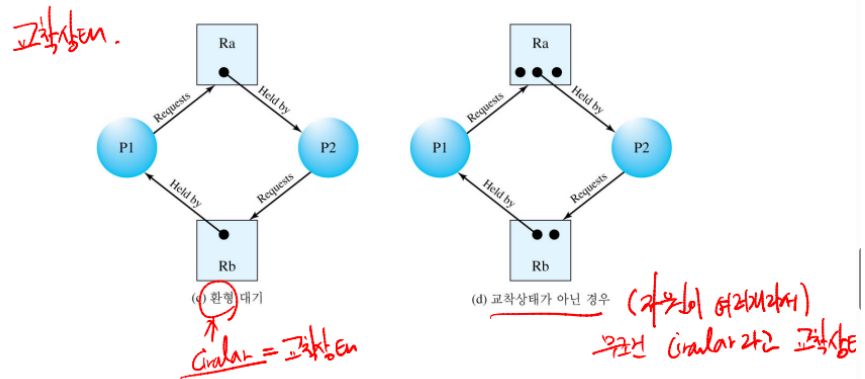 교착상태.
Ra
Requests
Held by
P1
P2
Held by
Requests
Rb
(c) 환형 대기
Circular = 교착상태
Ra
Requests
Held by
P1
P2
Held by
Requests
Rb
(d) 교착상태가 아닌 경우
(자원이 여러개라서)
무조건 Circular라고 교착상태